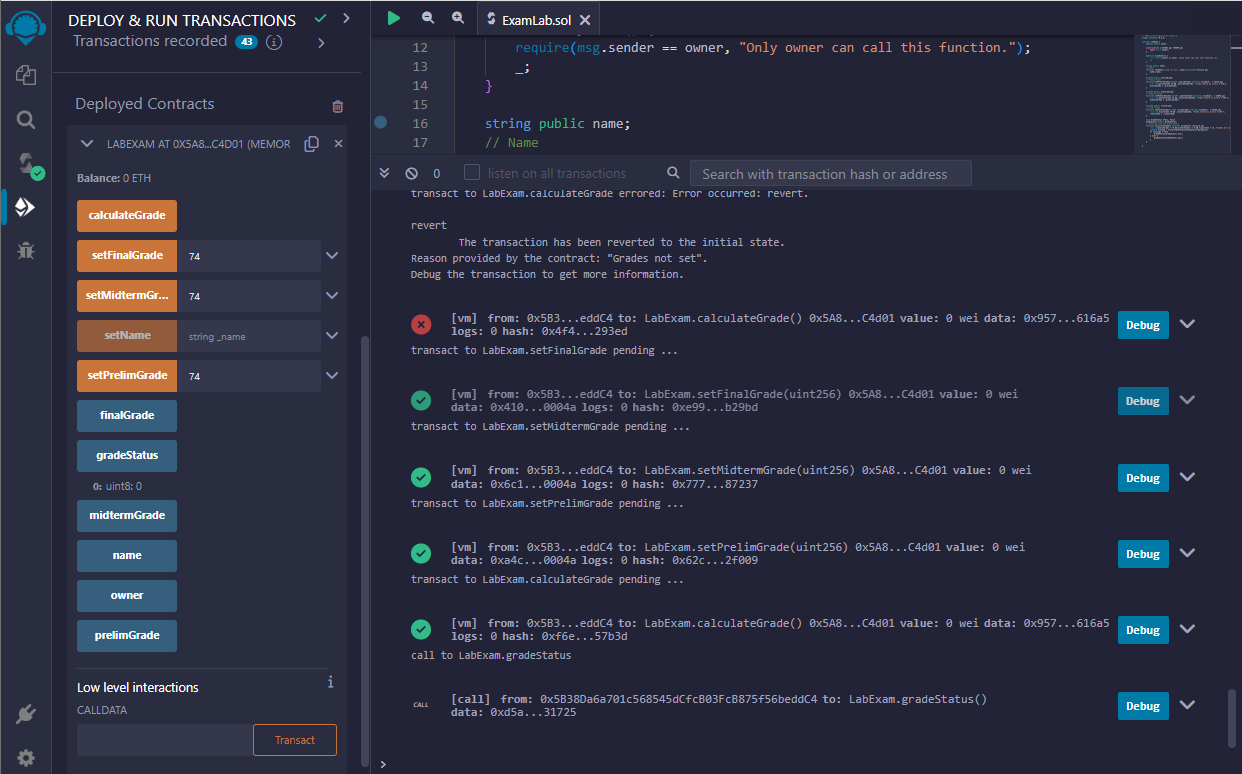 DEPLOY & RUN TRANSACTIONS
Transactions recorded 43 i
Deployed Contracts
LABEXAM AT 0X5A8...C4D01 (MEMOR
Balance: 0 ETH
calculateGrade
setFinalGrade 74
setMidtermGr... 74
setName string _name
setPrelimGrade 74
finalGrade
gradeStatus
0: uint8: 0
midtermGrade
name
owner
prelimGrade
Low level interactions i
CALLDATA
Transact
ExamLab.sol
12 require(msg.sender == owner, "Only owner can call this function.");
13 _;
14 }
15
16 string public name;
17 // Name
0 listen on all transactions Search with transaction hash or address
transact to LabExam.calculateGrade errored: Error occurred: revert.
revert
The transaction has been reverted to the initial state.
Reason provided by the contract: "Grades not set".
Debug the transaction to get more information.
[vm] from: 0x5B3...eddC4 to: LabExam.calculateGrade() 0x5A8...C4d01 value: 0 wei data: 0x957...616a5 Debug
logs: 0 hash: 0x4f4...293ed
transact to LabExam.setFinalGrade pending ...
[vm] from: 0x5B3...eddC4 to: LabExam.setFinalGrade(uint256) 0x5A8...C4d01 value: 0 wei Debug
data: 0x410...0004a logs: 0 hash: 0xe99...b29bd
transact to LabExam.setMidtermGrade pending ...
[vm] from: 0x5B3...eddC4 to: LabExam.setMidtermGrade(uint256) 0x5A8...C4d01 value: 0 wei Debug
data: 0x6c1...0004a logs: 0 hash: 0x777...87237
transact to LabExam.setPrelimGrade pending ...
[vm] from: 0x5B3...eddC4 to: LabExam.setPrelimGrade(uint256) 0x5A8...C4d01 value: 0 wei Debug
data: 0xa4c...0004a logs: 0 hash: 0x62c...2f009
transact to LabExam.calculateGrade pending ...
[vm] from: 0x5B3...eddC4 to: LabExam.calculateGrade() 0x5A8...C4d01 value: 0 wei data: 0x957...616a5 Debug
logs: 0 hash: 0xf6e...57b3d
call to LabExam.gradeStatus
CALL [call] from: 0x5B38Da6a701c568545dCfcB03FcB875f56beddC4 to: LabExam.gradeStatus() Debug
data: 0xd5a...31725
>